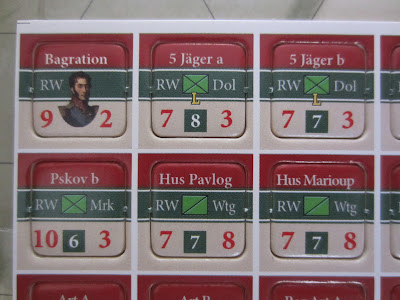 Bagration
RW
9 2
5 Jäger a
RW Dol
L
7 8 3
5 Jäger b
RW Dol
L
7 7 3
Pskov b
RW Mrk
10 6 3
Hus Pavlog
RW Wtg
7 7 8
Hus Marioup
RW Wtg
7 7 8